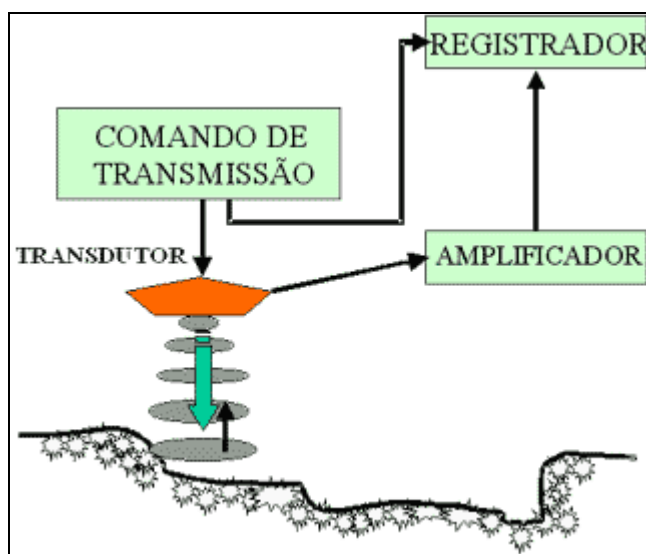 REGISTRADOR
COMANDO DE
TRANSMISSÃO
TRANSDUTOR
AMPLIFICADOR